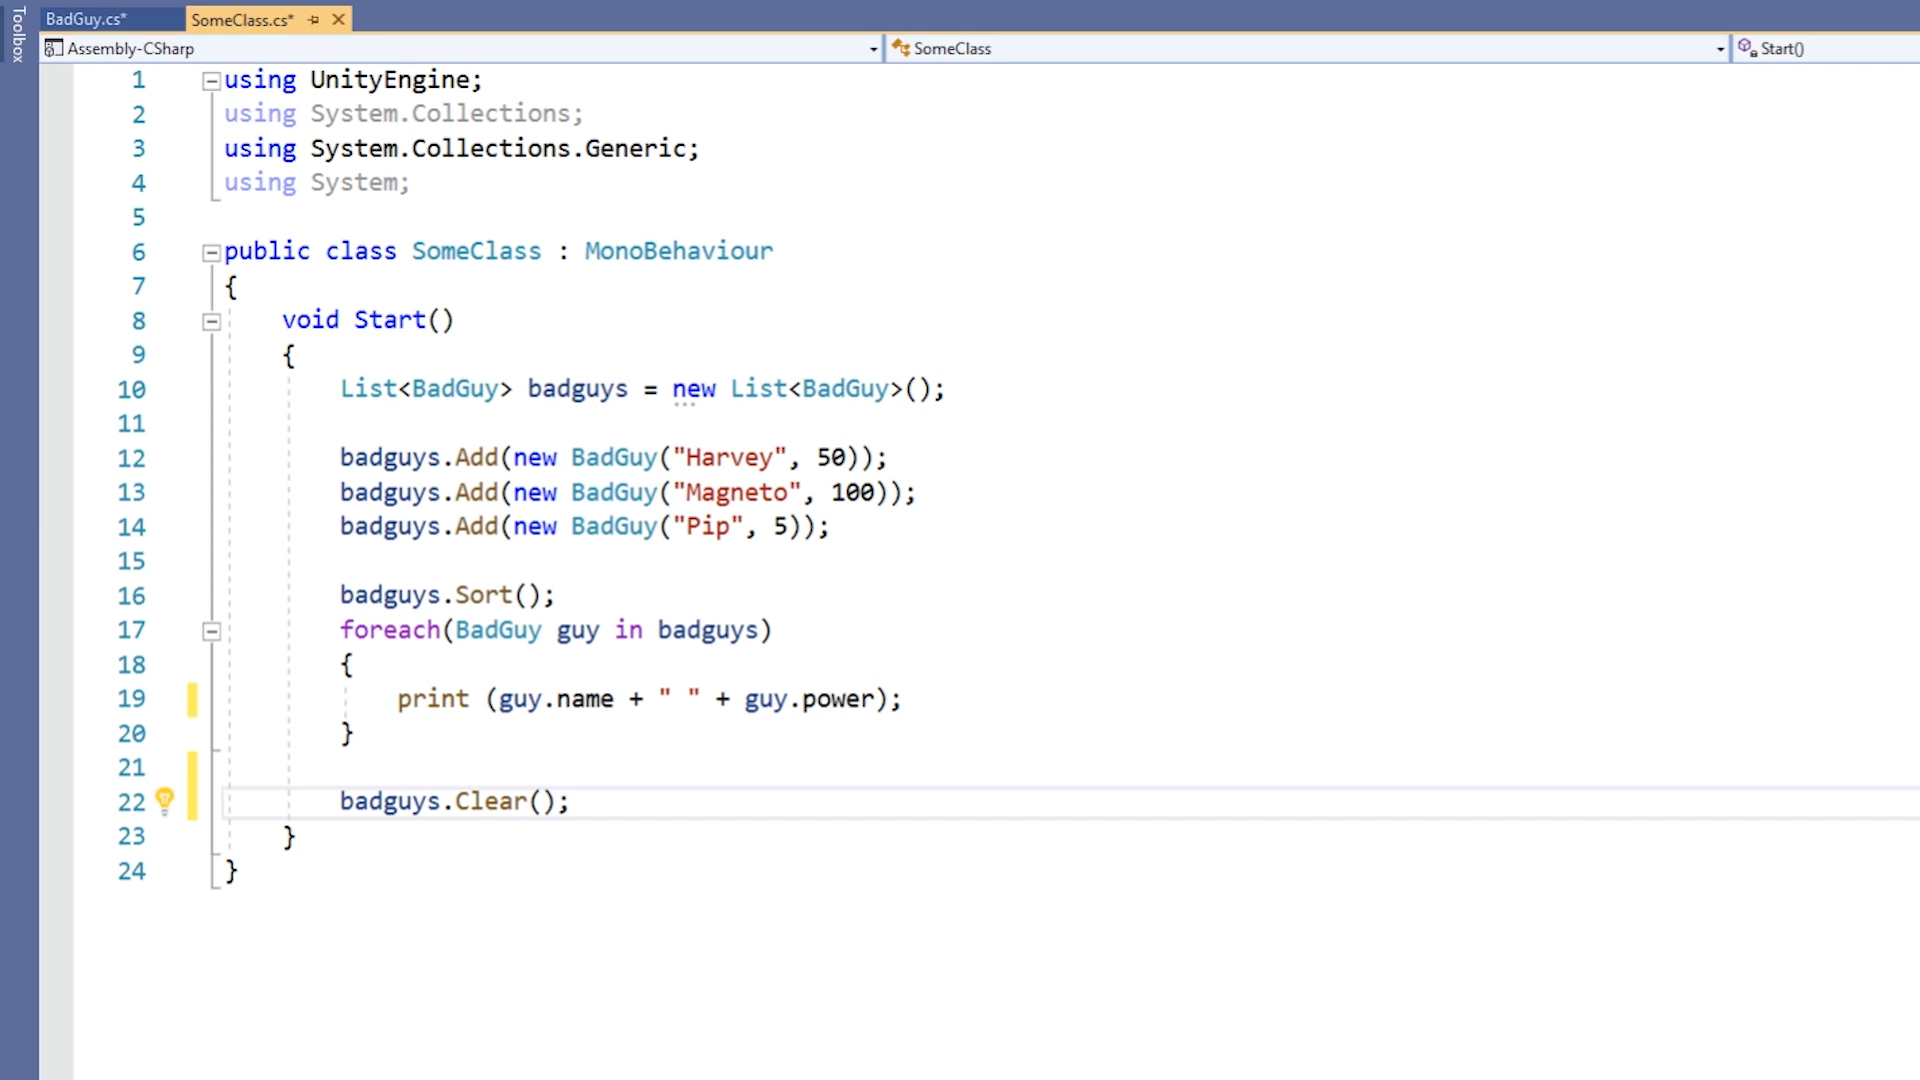 Toolbox
BadGuy.cs*
SomeClass.cs*
Assembly-CSharp
SomeClass
Start()
1 using UnityEngine;
2 using System.Collections;
3 using System.Collections.Generic;
4 using System;
5
6 public class SomeClass : MonoBehaviour
7 {
8 void Start()
9 {
10 List<BadGuy> badguys = new List<BadGuy>();
11
12 badguys.Add(new BadGuy("Harvey", 50));
13 badguys.Add(new BadGuy("Magneto", 100));
14 badguys.Add(new BadGuy("Pip", 5));
15
16 badguys.Sort();
17 foreach(BadGuy guy in badguys)
18 {
19 print (guy.name + " " + guy.power);
20 }
21
22 badguys.Clear();
23 }
24 }